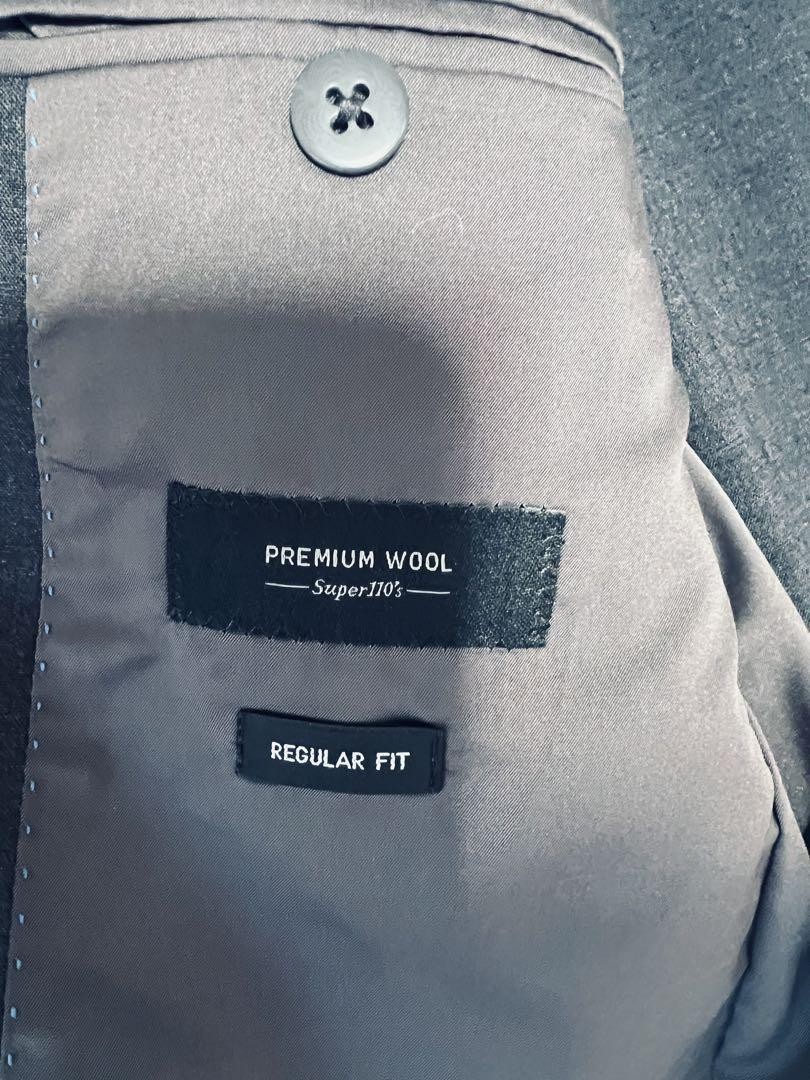 PREMIUM WOOL
Super110's
REGULAR FIT